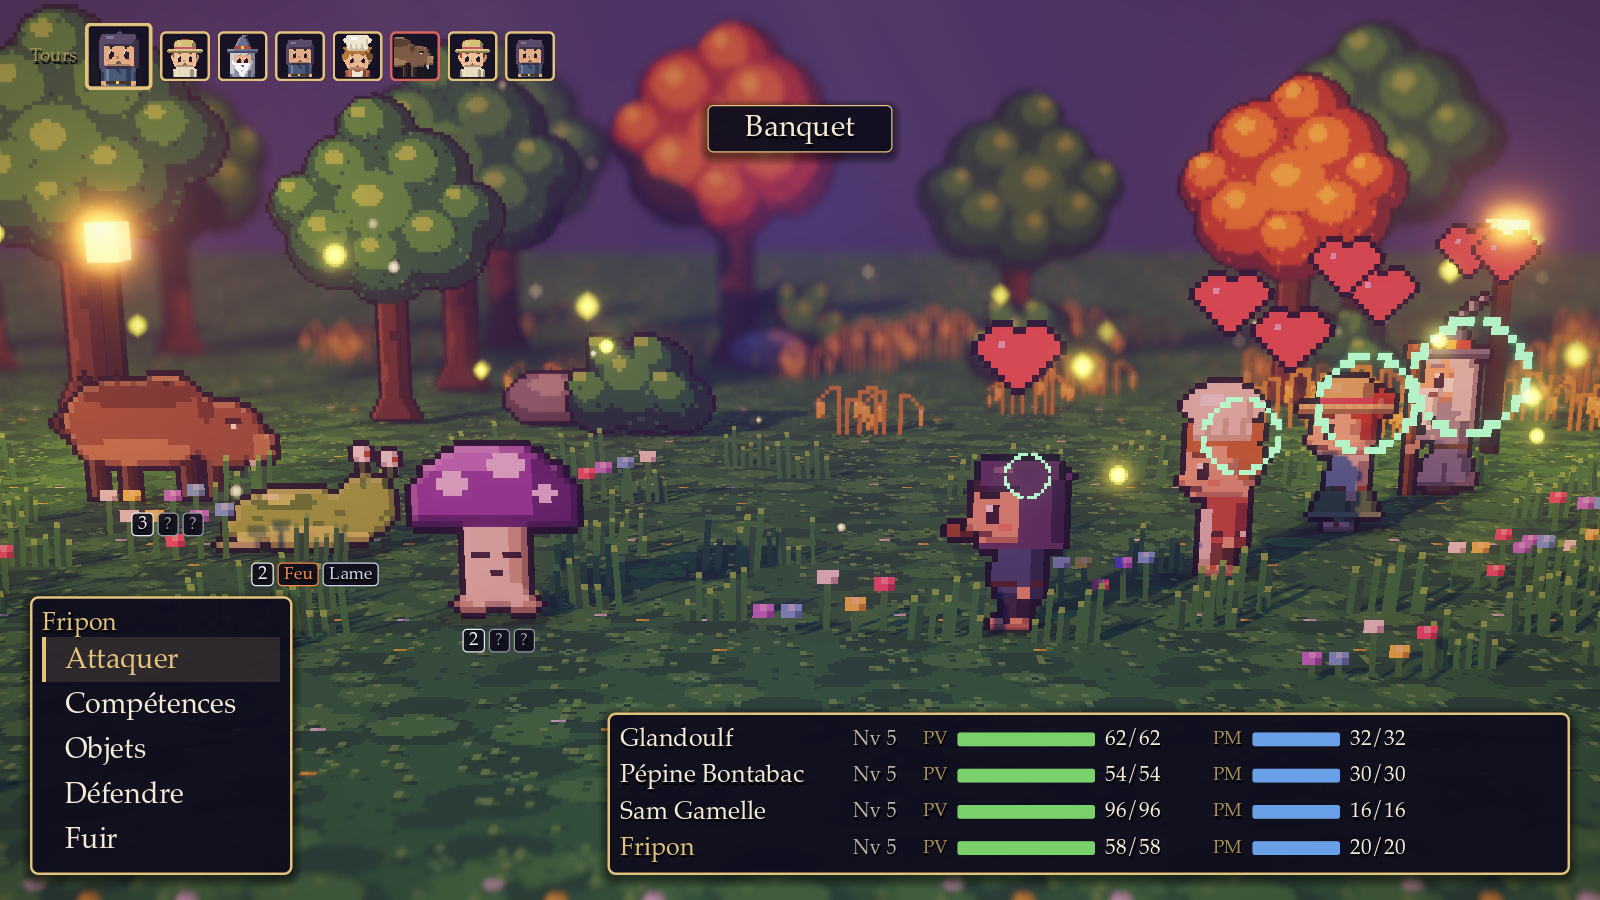 Tours
Banquet
3 ? ?
2 Feu Lame
2 ? ?
Fripon
Attaquer
Compétences
Objets
Défendre
Fuir
Glandoulf Nv 5 PV 62/62 PM 32/32
Pépine Bontabac Nv 5 PV 54/54 PM 30/30
Sam Gamelle Nv 5 PV 96/96 PM 16/16
Fripon Nv 5 PV 58/58 PM 20/20